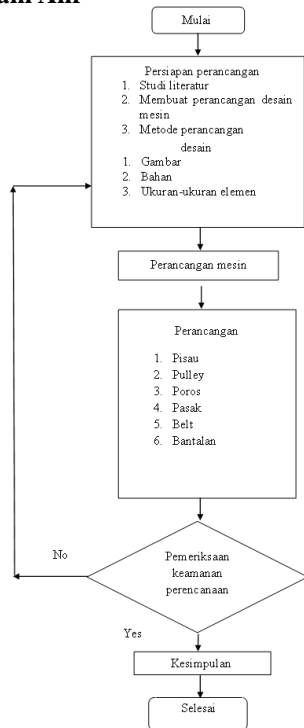 Mulai
Persiapan perancangan
1. Studi literatur
2. Membuat perancangan desain
mesin
3. Metode perancangan
desain
1. Gambar
2. Bahan
3. Ukuran-ukuran elemen
Perancangan mesin
Perancangan
1. Pisau
2. Pulley
3. Poros
4. Pasak
5. Belt
6. Bantalan
No
Pemeriksaan
keamanan
perencanaan
Yes
Kesimpulan
Selesai